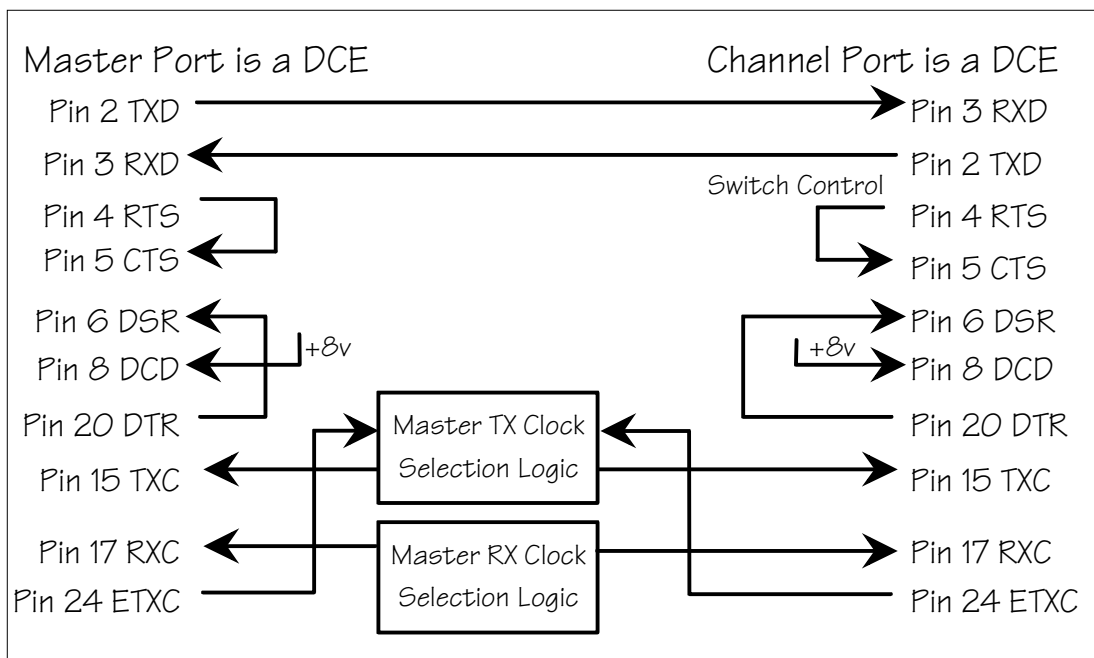 Master Port is a DCE
Channel Port is a DCE
Pin 2 TXD
Pin 3 RXD
Pin 3 RXD
Pin 2 TXD
Switch Control
Pin 4 RTS
Pin 4 RTS
Pin 5 CTS
Pin 5 CTS
Pin 6 DSR
Pin 6 DSR
+8v
+8v
Pin 8 DCD
Pin 8 DCD
Pin 20 DTR
Master TX Clock
Selection Logic
Pin 20 DTR
Pin 15 TXC
Pin 15 TXC
Pin 17 RXC
Master RX Clock
Selection Logic
Pin 17 RXC
Pin 24 ETXC
Pin 24 ETXC